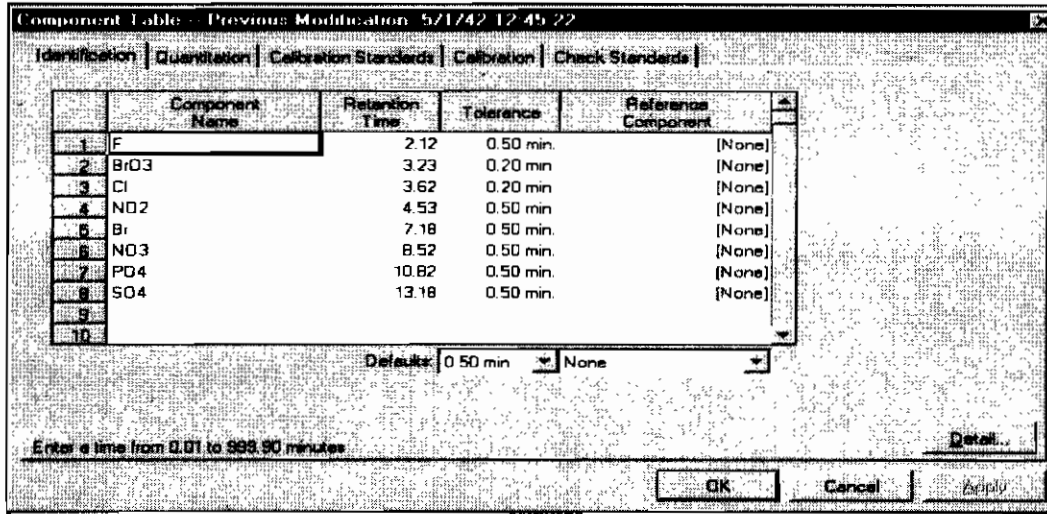 Component Table -- Previous Modification 5/1/42 12:45:22
Identification Quantitation Calibration Standards Calibration Check Standards
Component Name Retention Time Tolerance Reference Component
1 F 2.12 0.50 min. [None]
2 BrO3 3.23 0.20 min [None]
3 Cl 3.62 0.20 min [None]
4 NO2 4.53 0.50 min [None]
5 Br 7.18 0.50 min. [None]
6 NO3 8.52 0.50 min [None]
7 PO4 10.82 0.50 min. [None]
8 SO4 13.18 0.50 min. [None]
9
10
Defaults: 0.50 min None
Enter a time from 0.01 to 999.90 minutes
Detail...
OK Cancel Apply